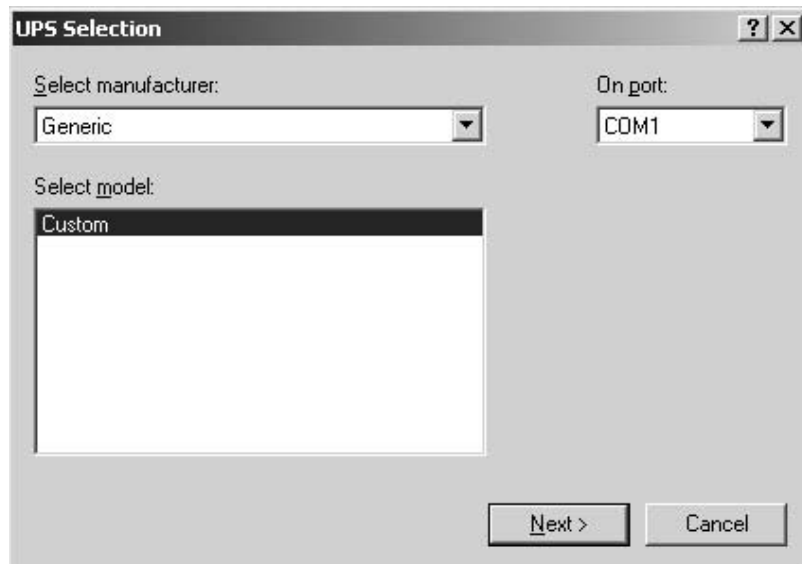 UPS Selection
Select manufacturer:
On port:
Generic
COM1
Select model:
Custom
Next >
Cancel